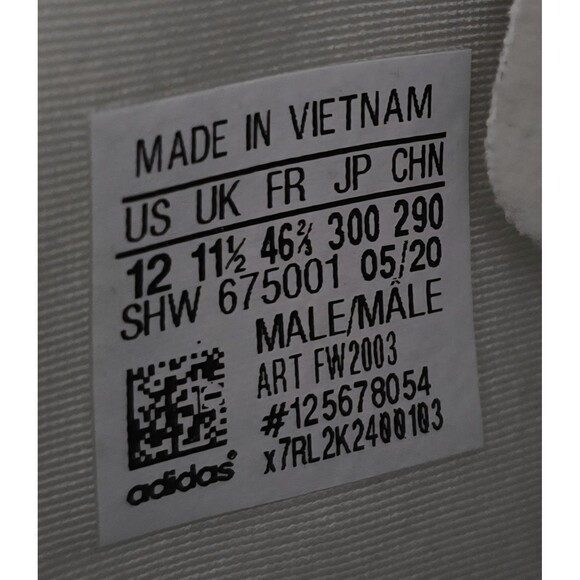 MADE IN VIETNAM
US UK FR JP CHN
12 11½ 46⅔ 300 290
SHW 675001 05/20
MALE/MÂLE
ART FW2003
#125678054
x7RL2K2400103
adidas®